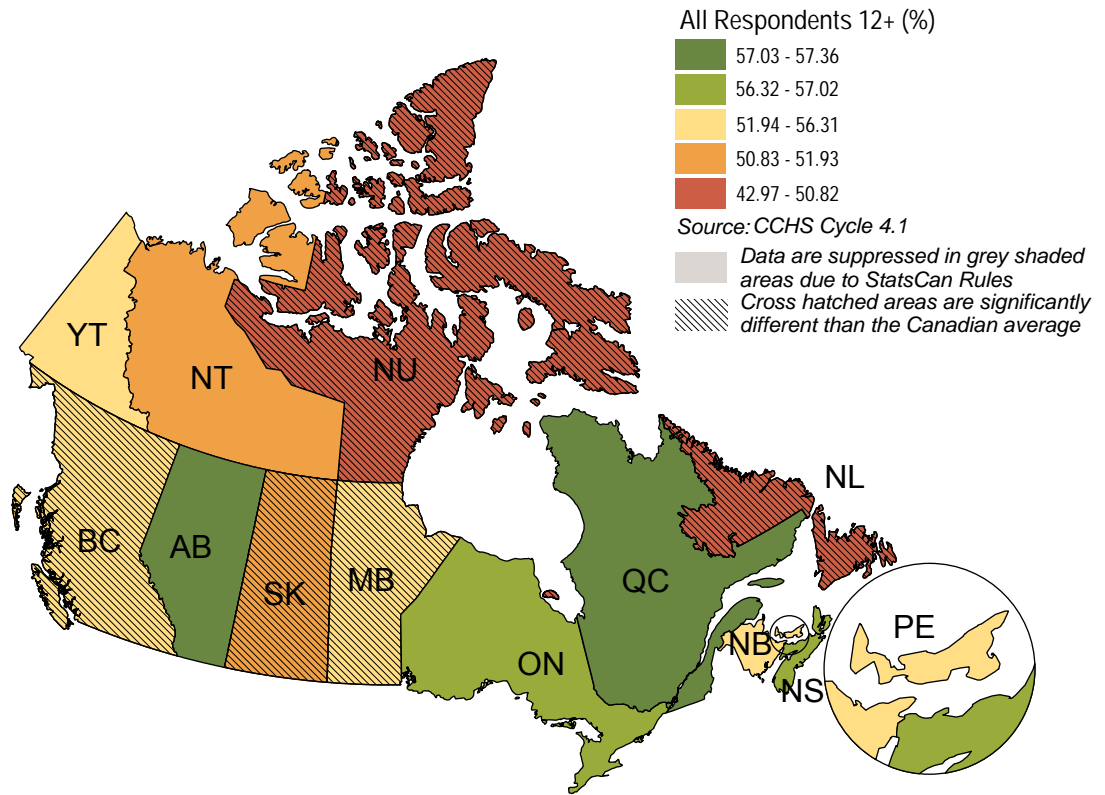 All Respondents 12+ (%)
57.03 - 57.36
56.32 - 57.02
51.94 - 56.31
50.83 - 51.93
42.97 - 50.82
Source: CCHS Cycle 4.1
Data are suppressed in grey shaded
areas due to StatsCan Rules
Cross hatched areas are significantly
different than the Canadian average
YT
NT
NU
NL
BC
AB
SK
MB
QC
ON
NB
NS
PE